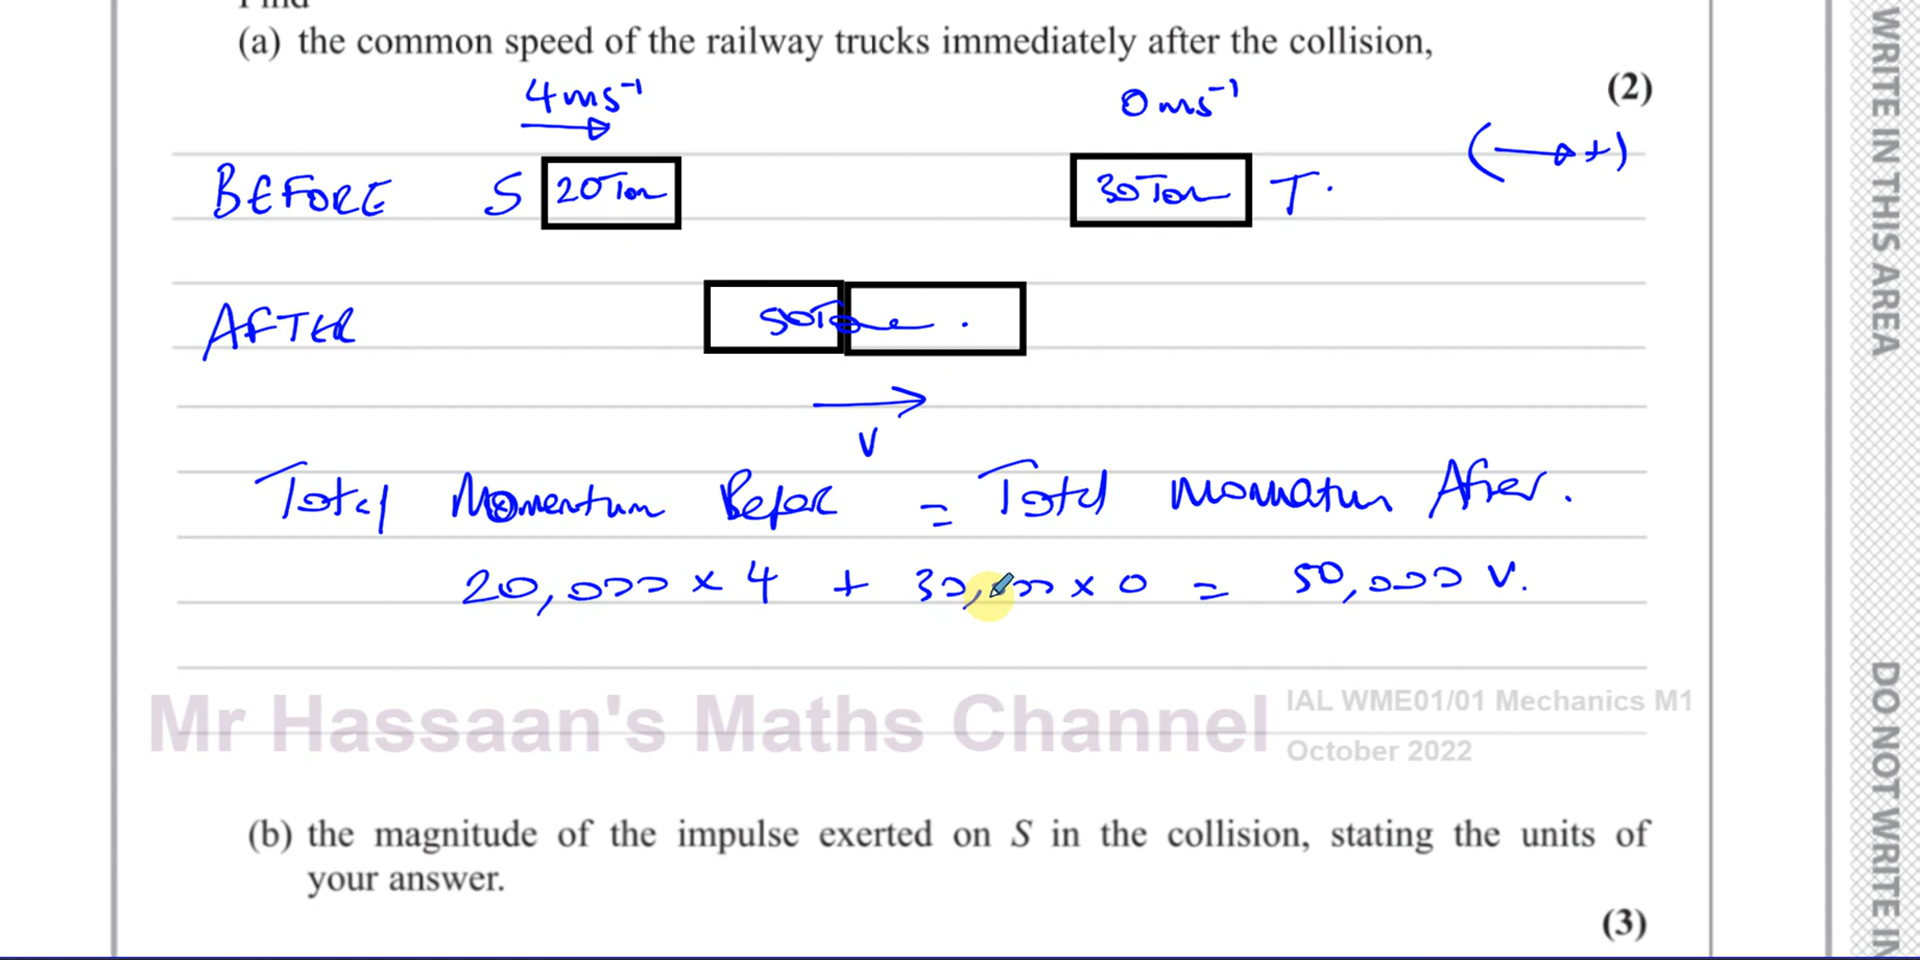 Find
(a) the common speed of the railway trucks immediately after the collision,
(2)
4ms⁻¹ 0ms⁻¹
(→+)
BEFORE S 20Ton 30Ton T.
AFTER 50Tonne.
v
Total Momentum Before = Total Momentum After.
20,000 × 4 + 30,000 × 0 = 50,000 v.
Mr Hassaan's Maths Channel
IAL WME01/01 Mechanics M1
October 2022
(b) the magnitude of the impulse exerted on S in the collision, stating the units of
your answer.
(3)
WRITE IN THIS AREA
DO NOT WRITE IN